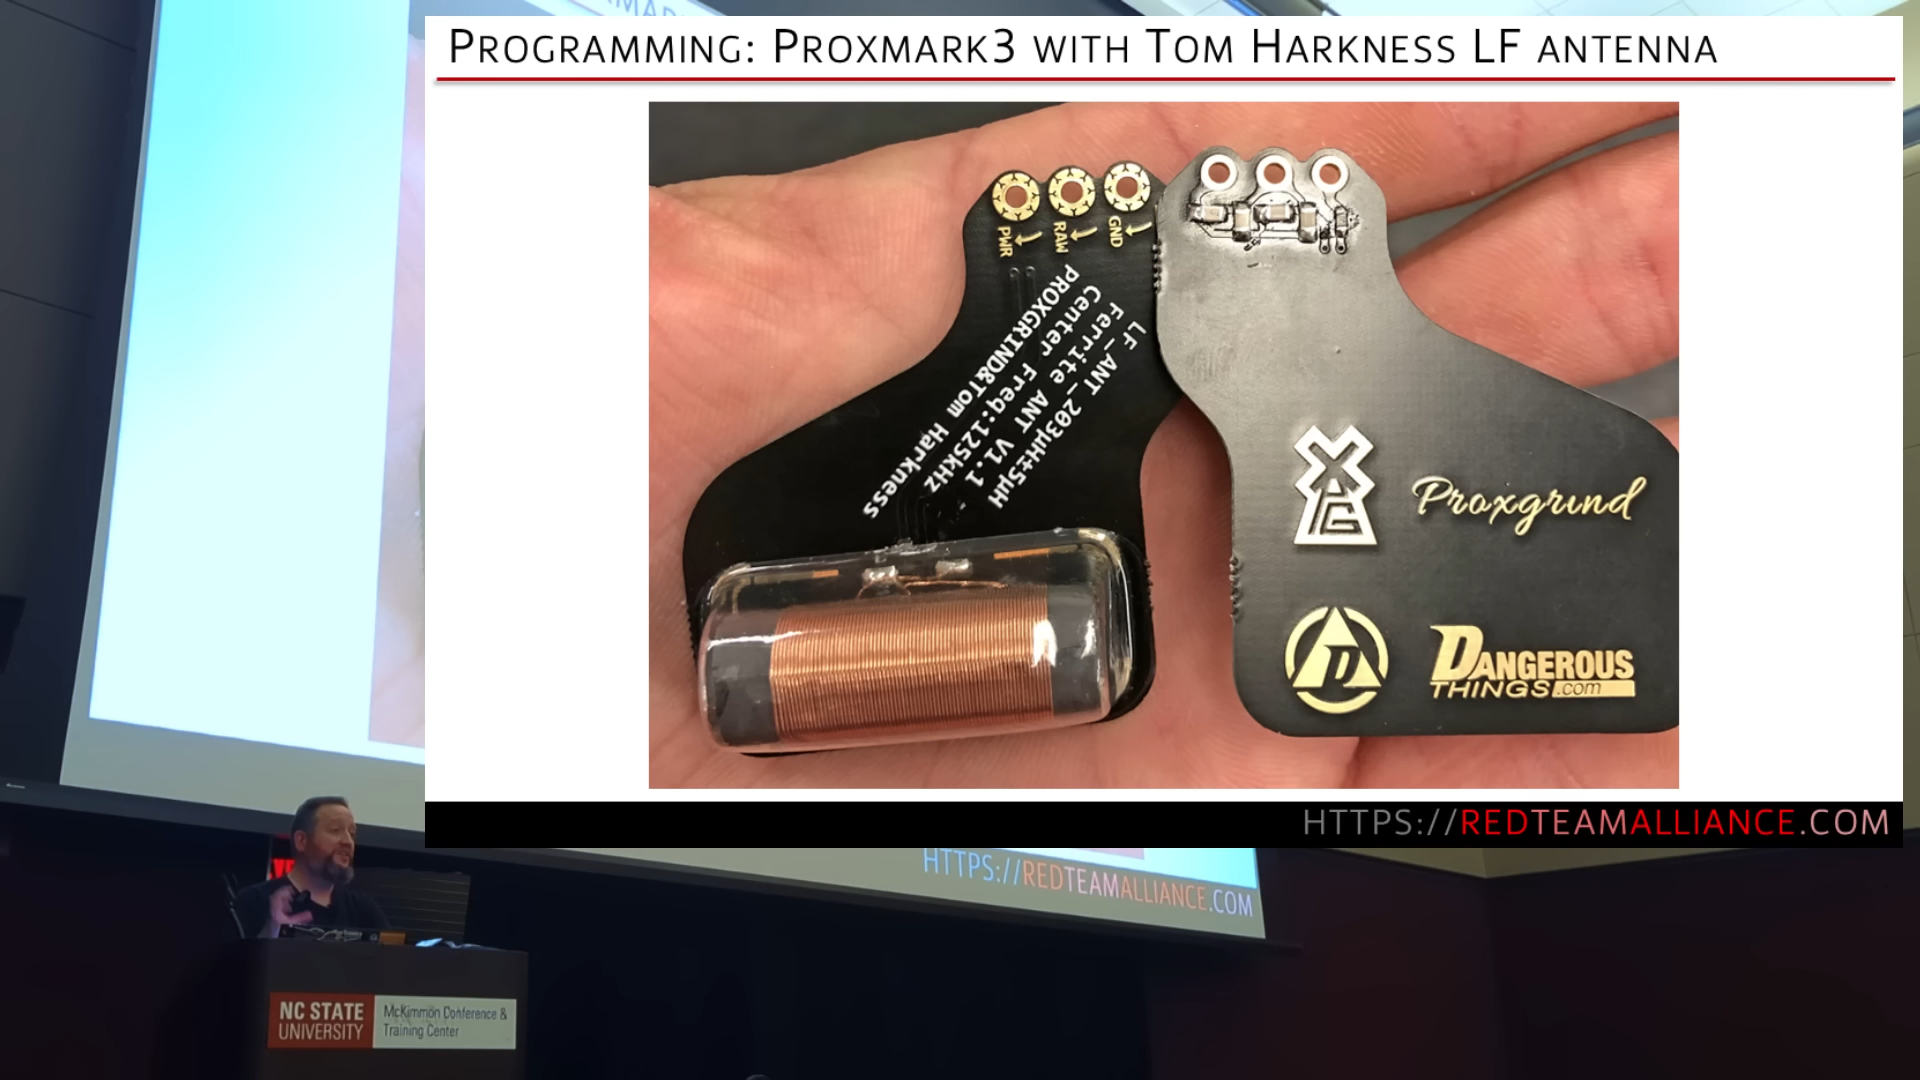 PROGRAMMING: PROXMARK3 WITH TOM HARKNESS LF ANTENNA
PWR
RAW
GND
LF_ANT_203µH±5µH
Ferrite ANT V1.1
Center Freq:125kHz
PROXGRIND&Tom Harkness
Proxgrind
D
DANGEROUS
THINGS.com
HTTPS://REDTEAMALLIANCE.COM
HTTPS://REDTEAMALLIANCE.COM
NC STATE
UNIVERSITY
McKimmon Conference &
Training Center